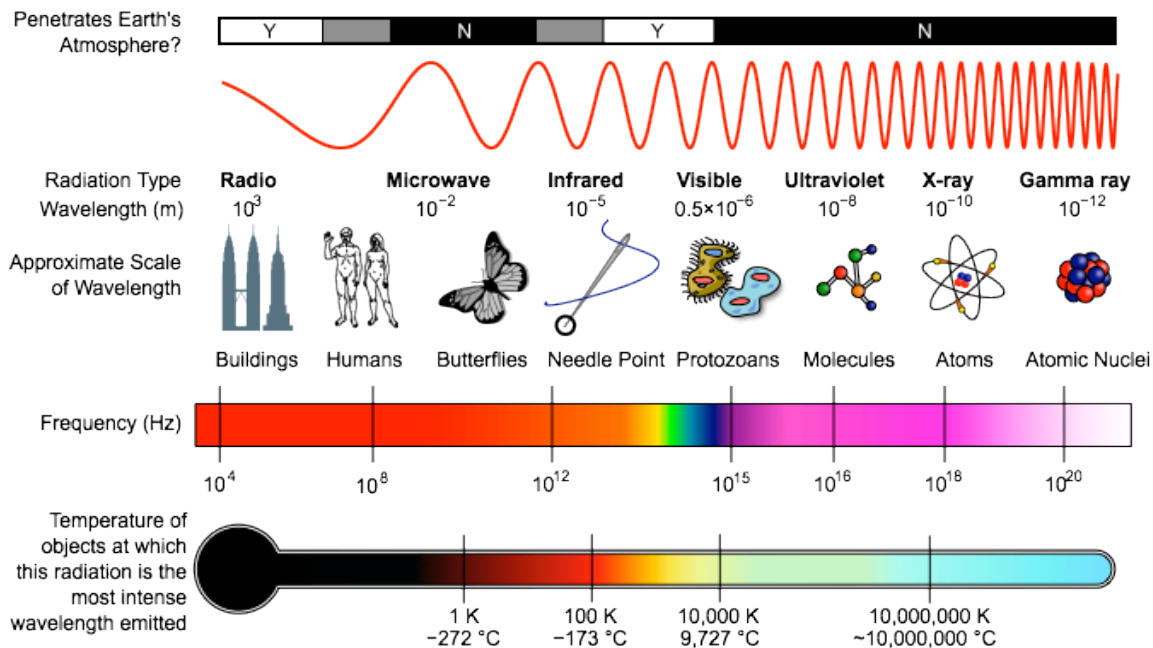 Penetrates Earth's
Atmosphere?
Y N Y N
Radiation Type Radio Microwave Infrared Visible Ultraviolet X-ray Gamma ray
Wavelength (m) 10³ 10⁻² 10⁻⁵ 0.5×10⁻⁶ 10⁻⁸ 10⁻¹⁰ 10⁻¹²
Approximate Scale
of Wavelength
Buildings Humans Butterflies Needle Point Protozoans Molecules Atoms Atomic Nuclei
Frequency (Hz)
10⁴ 10⁸ 10¹² 10¹⁵ 10¹⁶ 10¹⁸ 10²⁰
Temperature of
objects at which
this radiation is the
most intense
wavelength emitted
1 K 100 K 10,000 K 10,000,000 K
−272 °C −173 °C 9,727 °C ~10,000,000 °C